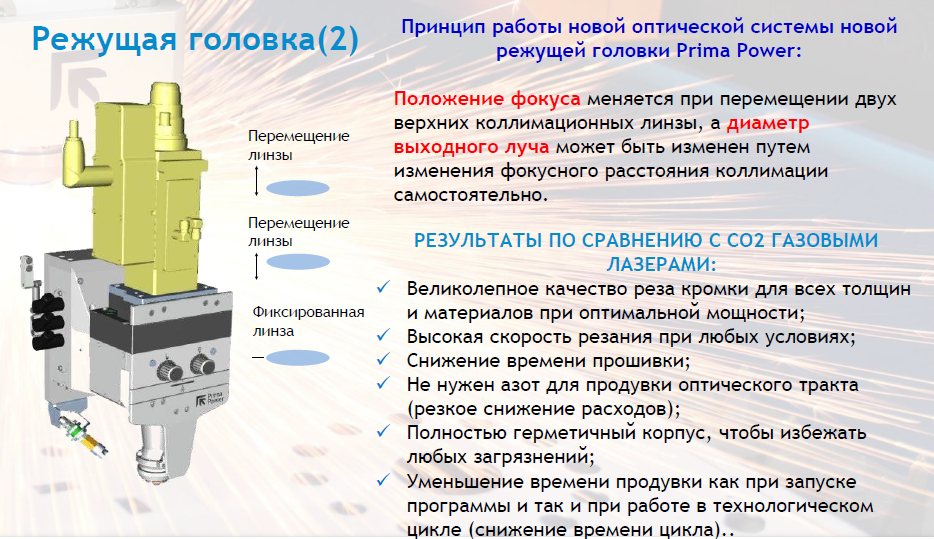 Режущая головка(2)
Принцип работы новой оптической системы новой
режущей головки Prima Power:
Положение фокуса меняется при перемещении двух
верхних коллимационных линзы, а диаметр
выходного луча может быть изменен путем
изменения фокусного расстояния коллимации
самостоятельно.
Перемещение
линзы
Перемещение
линзы
Фиксированная
линза
Prima
Power
РЕЗУЛЬТАТЫ ПО СРАВНЕНИЮ С СО2 ГАЗОВЫМИ
ЛАЗЕРАМИ:
✓ Великолепное качество реза кромки для всех толщин
и материалов при оптимальной мощности;
✓ Высокая скорость резания при любых условиях;
✓ Снижение времени прошивки;
✓ Не нужен азот для продувки оптического тракта
(резкое снижение расходов);
✓ Полностью герметичный корпус, чтобы избежать
любых загрязнений;
✓ Уменьшение времени продувки как при запуске
программы и так и при работе в технологическом
цикле (снижение времени цикла)..